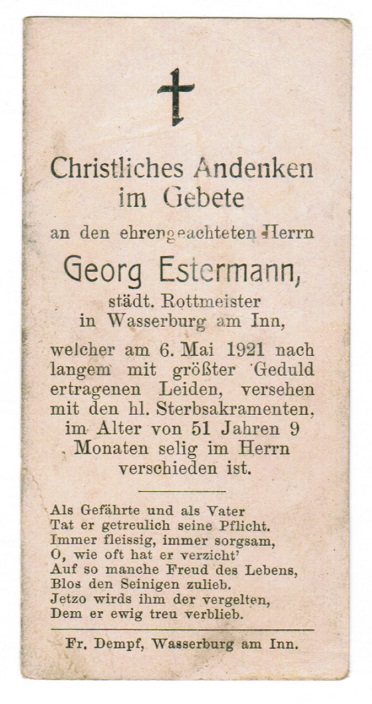 Christliches Andenken
im Gebete
an den ehrengeachteten Herrn
Georg Estermann,
städt. Rottmeister
in Wasserburg am Inn,
welcher am 6. Mai 1921 nach
langem mit größter Geduld
ertragenen Leiden, versehen
mit den hl. Sterbsakramenten,
im Alter von 51 Jahren 9
Monaten selig im Herrn
verschieden ist.
Als Gefährte und als Vater
Tat er getreulich seine Pflicht.
Immer fleissig, immer sorgsam,
O, wie oft hat er verzicht'
Auf so manche Freud des Lebens,
Blos den Seinigen zulieb.
Jetzo wirds ihm der vergelten,
Dem er ewig treu verblieb.
Fr. Dempf, Wasserburg am Inn.